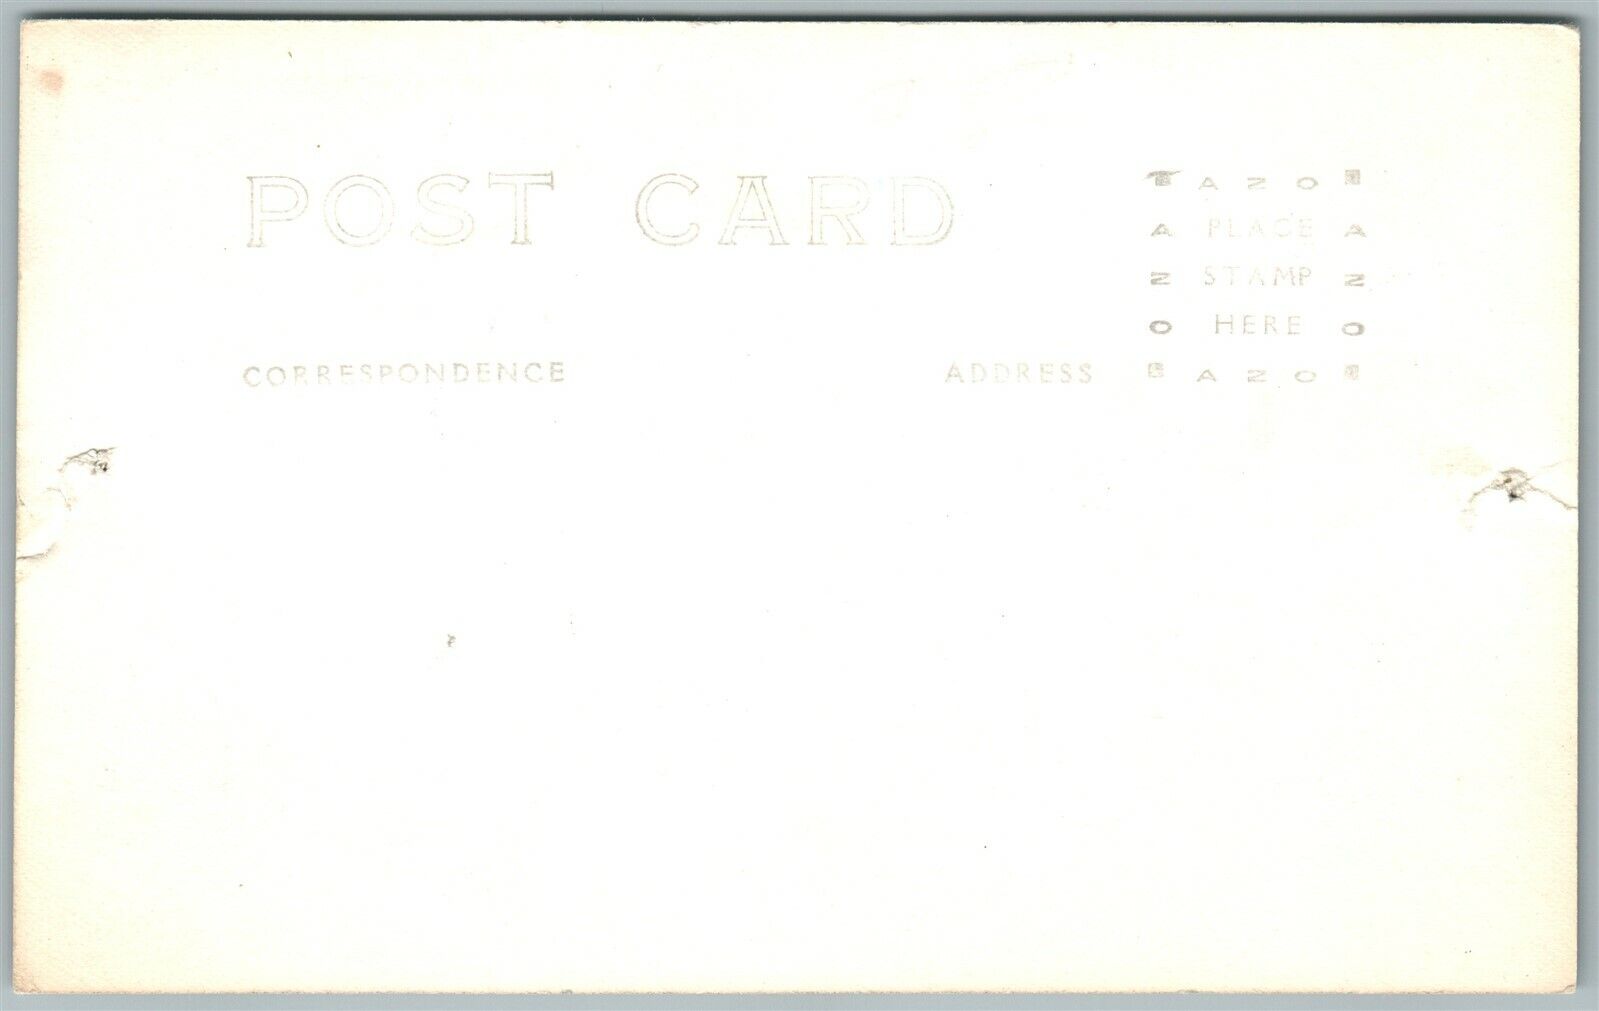 POST CARD
AZO
A PLACE A
Z STAMP Z
O HERE O
CORRESPONDENCE
ADDRESS
AZO